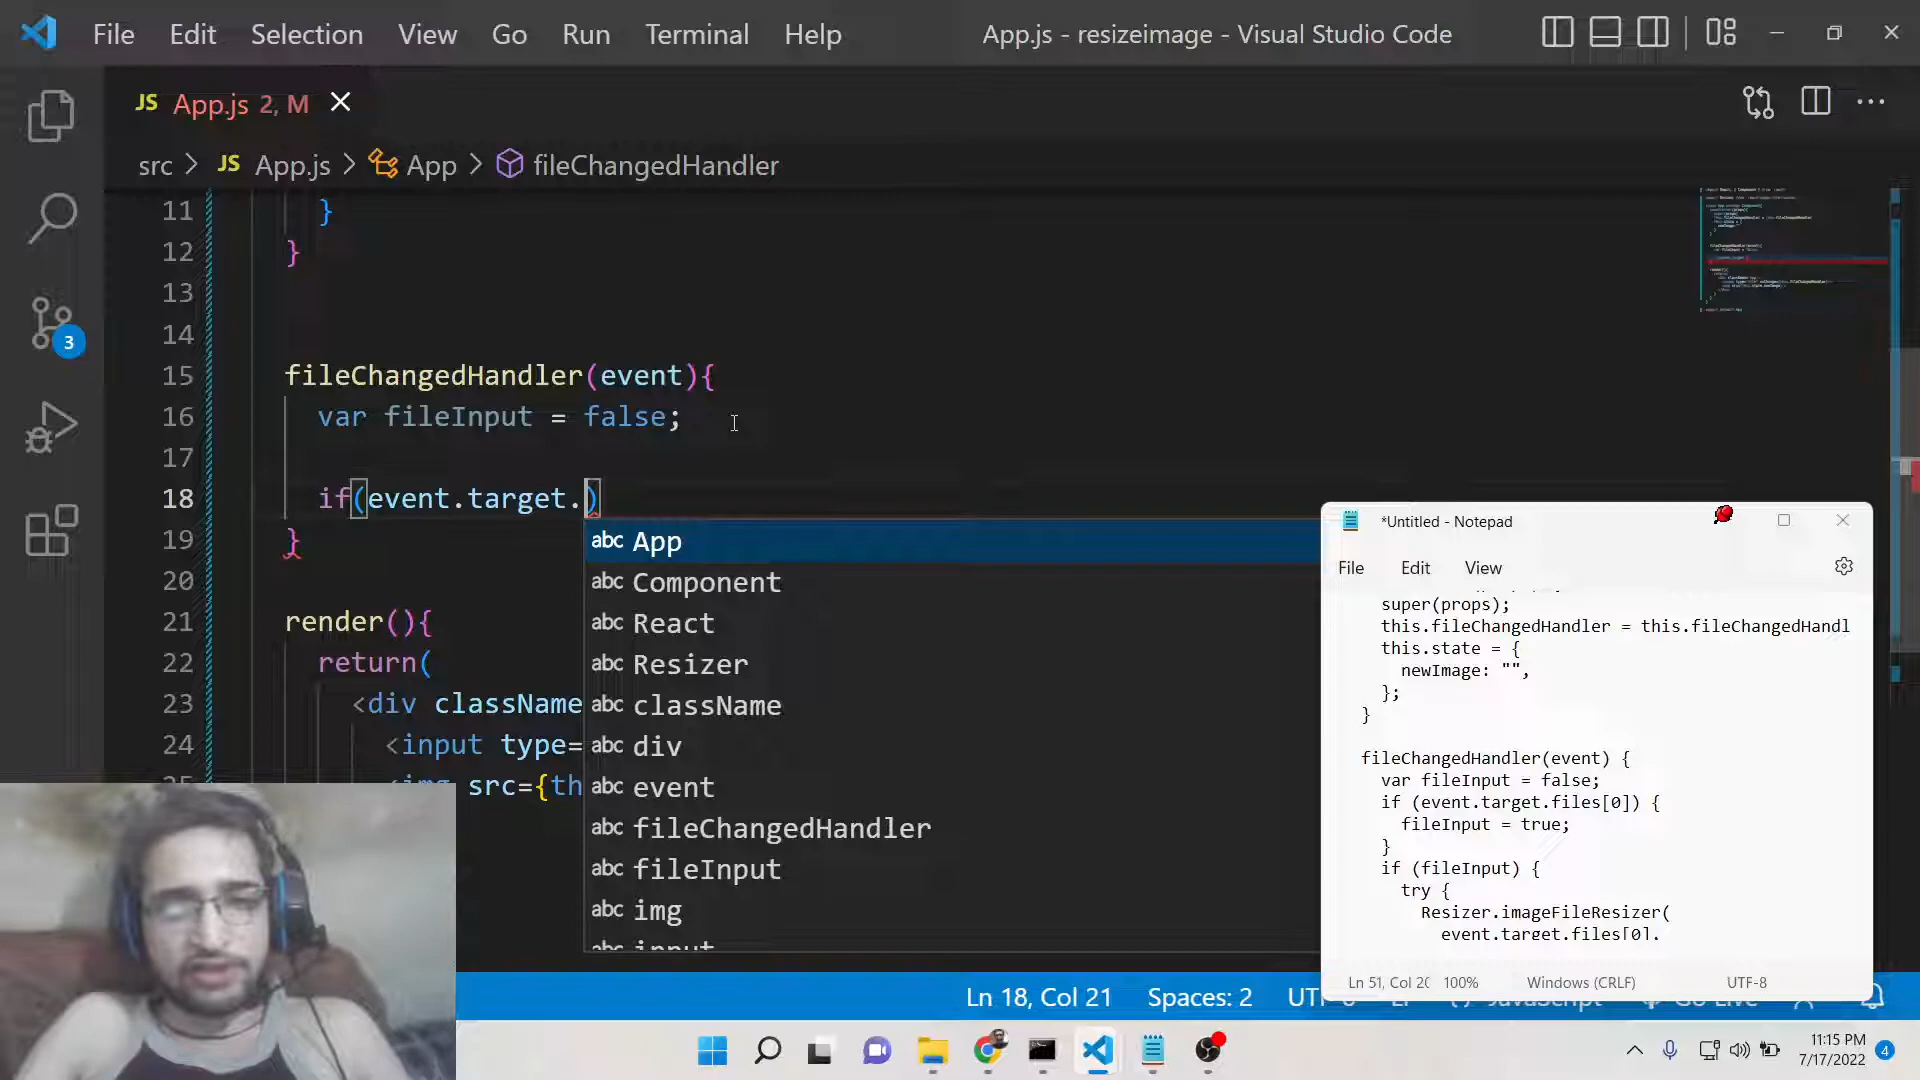 File Edit Selection View Go Run Terminal Help App.js - resizeimage - Visual Studio Code
JS App.js 2, M
src > JS App.js > App > fileChangedHandler
11 }
12 }
13
14
15 fileChangedHandler(event){
16 var fileInput = false;
17
18 if(event.target.)
19 }
20
21 render(){
22 return(
23 <div className
24 <input type=
src={th
abc App
abc Component
abc React
abc Resizer
abc className
abc div
abc event
abc fileChangedHandler
abc fileInput
abc img
3
*Untitled - Notepad
File Edit View
super(props);
this.fileChangedHandler = this.fileChangedHandl
this.state = {
newImage: "",
};
}
fileChangedHandler(event) {
var fileInput = false;
if (event.target.files[0]) {
fileInput = true;
}
if (fileInput) {
try {
Resizer.imageFileResizer(
event.target.files[0].
Ln 51, Col 20 100% Windows (CRLF) UTF-8
Ln 18, Col 21 Spaces: 2
11:15 PM
7/17/2022
4